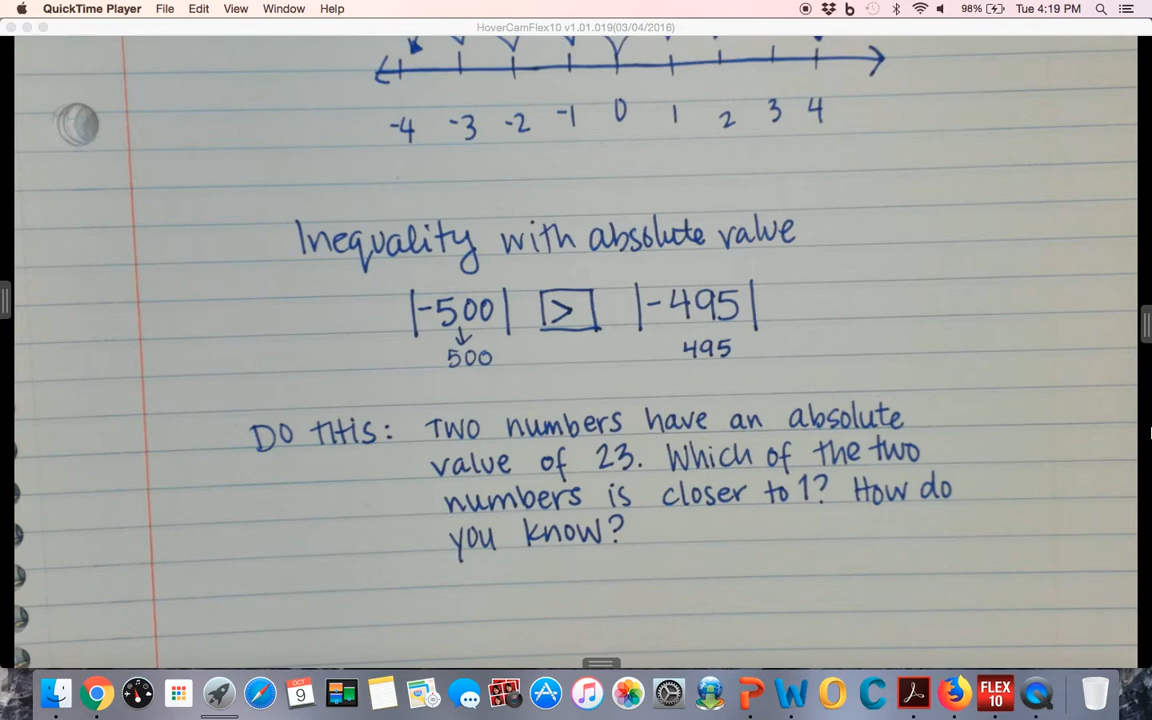 QuickTime Player File Edit View Window Help 98% Tue 4:19 PM
HoverCamFlex10 v1.01.019(03/04/2016)
-4 -3 -2 -1 0 1 2 3 4
Inequality with absolute value
|-500| > |-495|
500 495
DO THIS: Two numbers have an absolute
value of 23. Which of the two
numbers is closer to 1? How do
you know?
OCT
9
FLEX
10